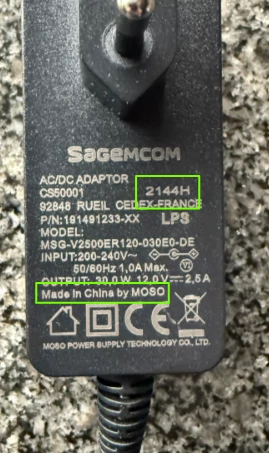 SAGEMCOM
AC/DC ADAPTOR
CS50001 2144H
92848 RUEIL CEDEX-FRANCE
P/N:191491233-XX LPS
MODEL:
MSG-V2500ER120-030E0-DE
INPUT:200-240V~
50/60Hz 1,0A Max. VI
OUTPUT: 30,0W 12,0V⎓2,5A
Made in China by MOSO
MOSO POWER SUPPLY TECHNOLOGY CO., LTD.